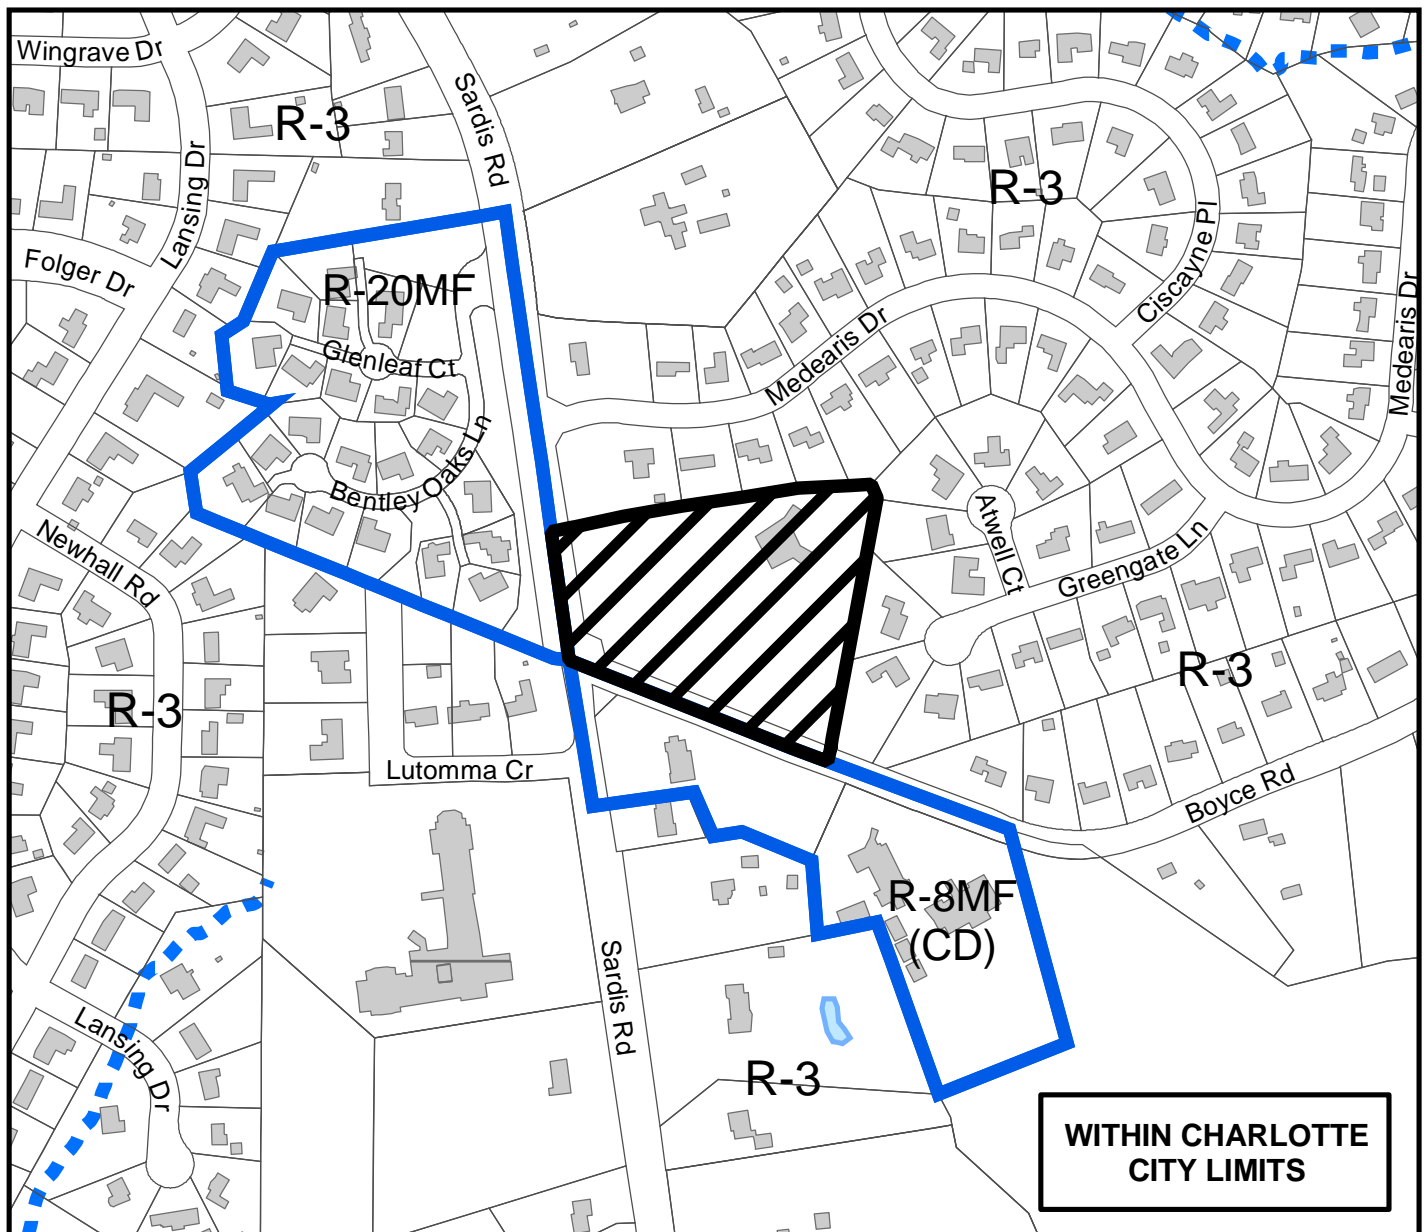 Wingrave Dr
R-3
Sardis Rd
Lansing Dr
R-3
Folger Dr
R-20MF
Ciscayne Pl
Medearis Dr
Medearis Dr
Glenleaf Ct
Bentley Oaks Ln
Atwell Ct
Newhall Rd
Greengate Ln
R-3
R-3
Lutomma Cr
Boyce Rd
R-8MF
(CD)
Sardis Rd
Lansing Dr
R-3
WITHIN CHARLOTTE
CITY LIMITS